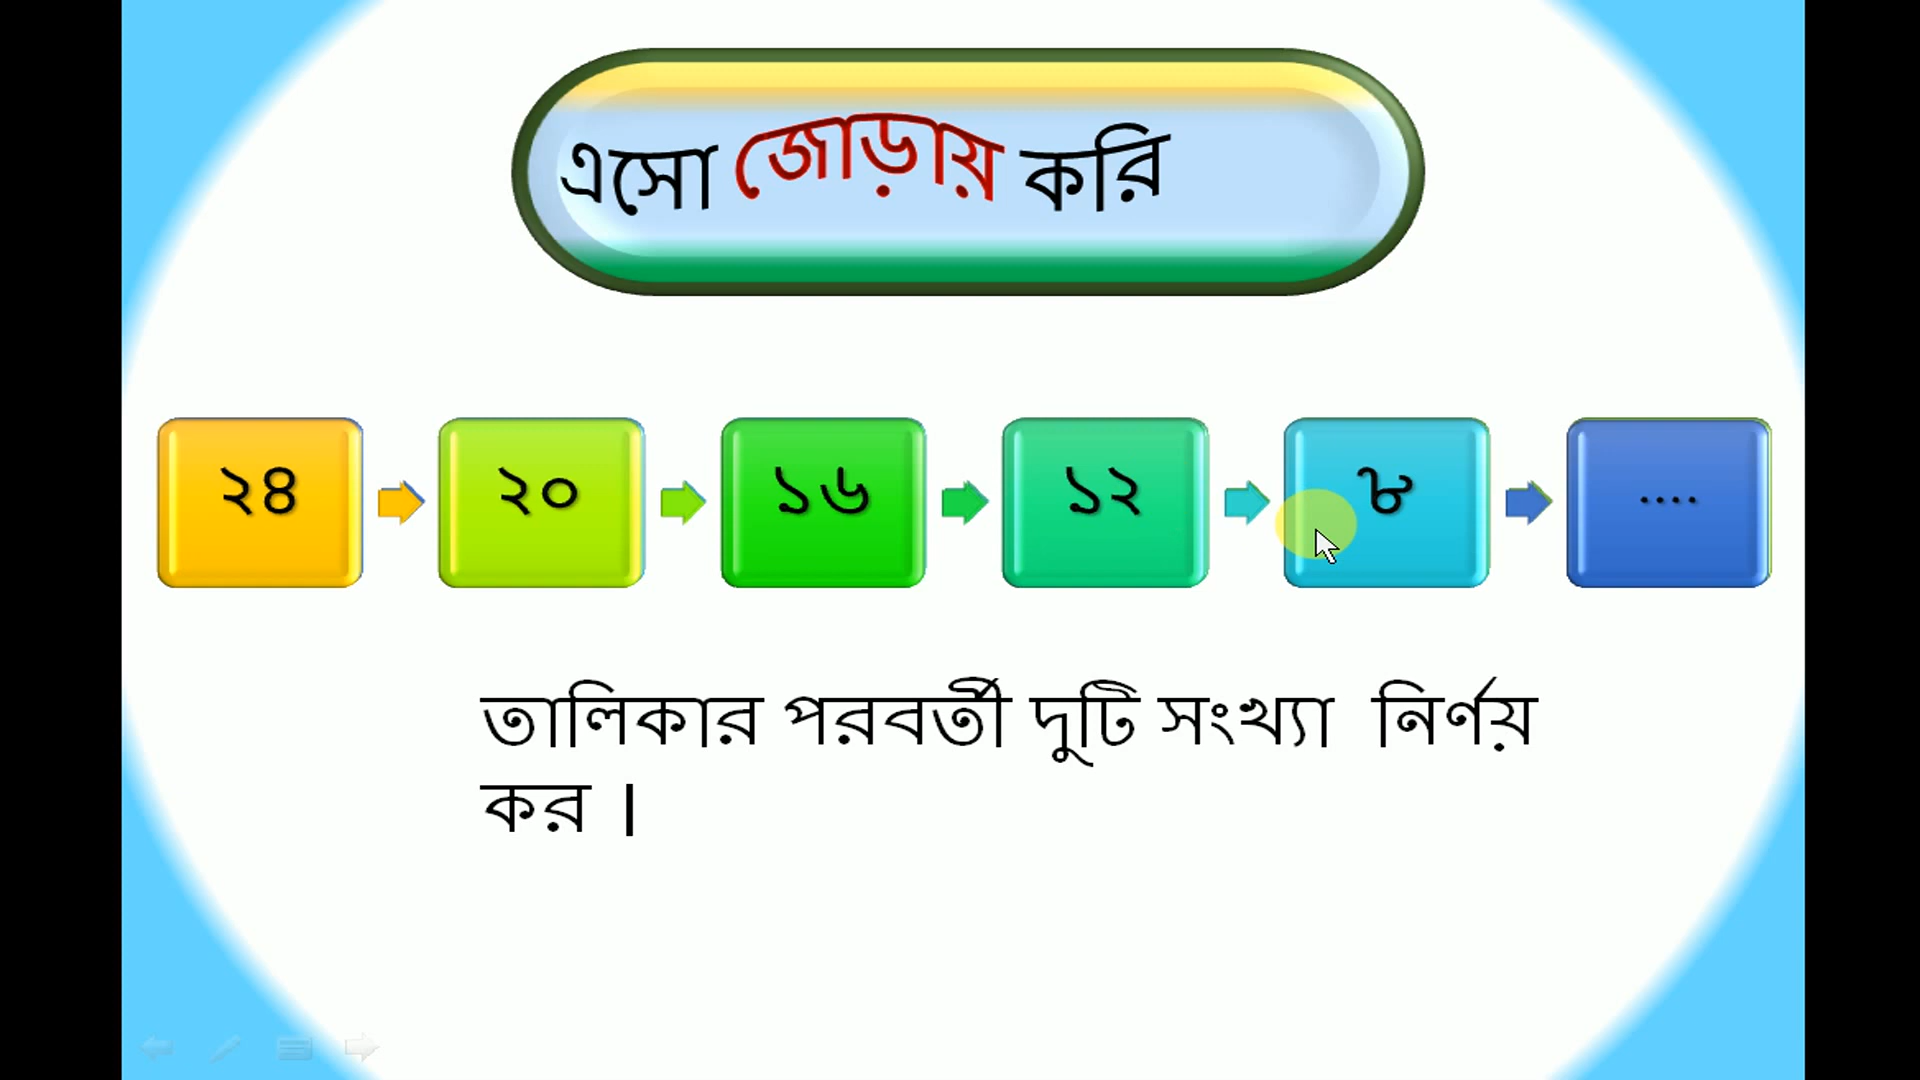 এসো জোড়ায় করি
২৪ ২০ ১৬ ১২ ৮ ....
তালিকার পরবর্তী দুটি সংখ্যা নির্ণয়
কর ।